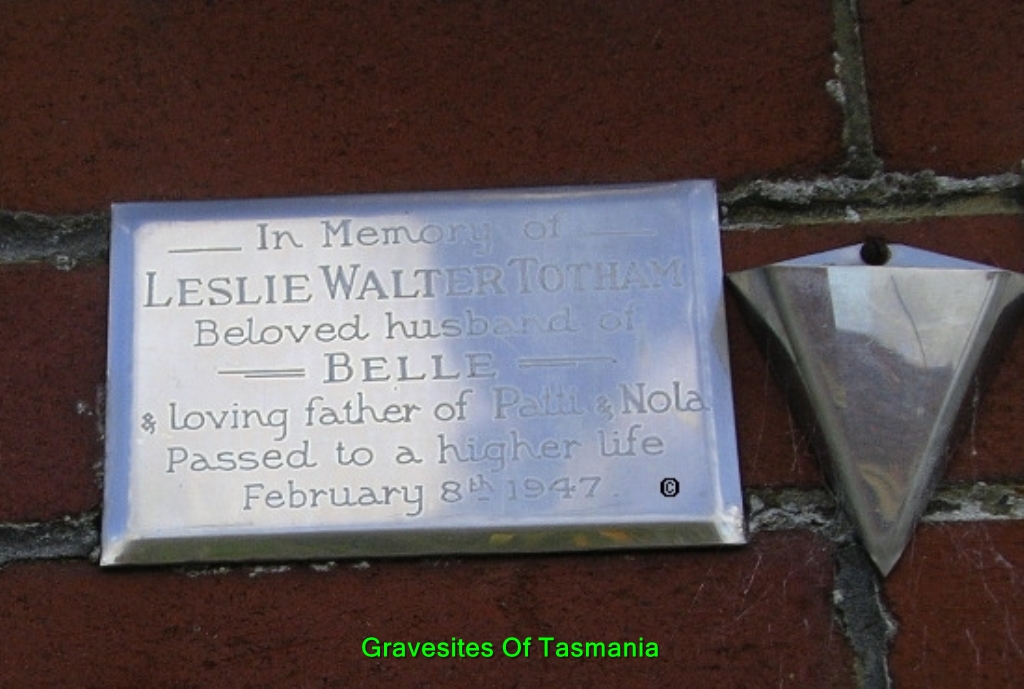 In Memory of
LESLIE WALTER TOTHAM
Beloved husband of
BELLE
& loving father of Patti & Nola
Passed to a higher life
February 8th 1947.
©
Gravesites Of Tasmania